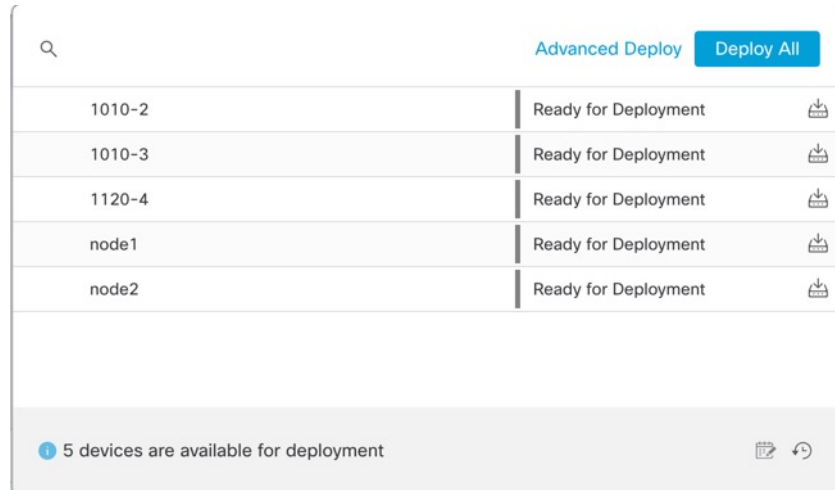 Advanced Deploy Deploy All
1010-2 Ready for Deployment
1010-3 Ready for Deployment
1120-4 Ready for Deployment
node1 Ready for Deployment
node2 Ready for Deployment
5 devices are available for deployment